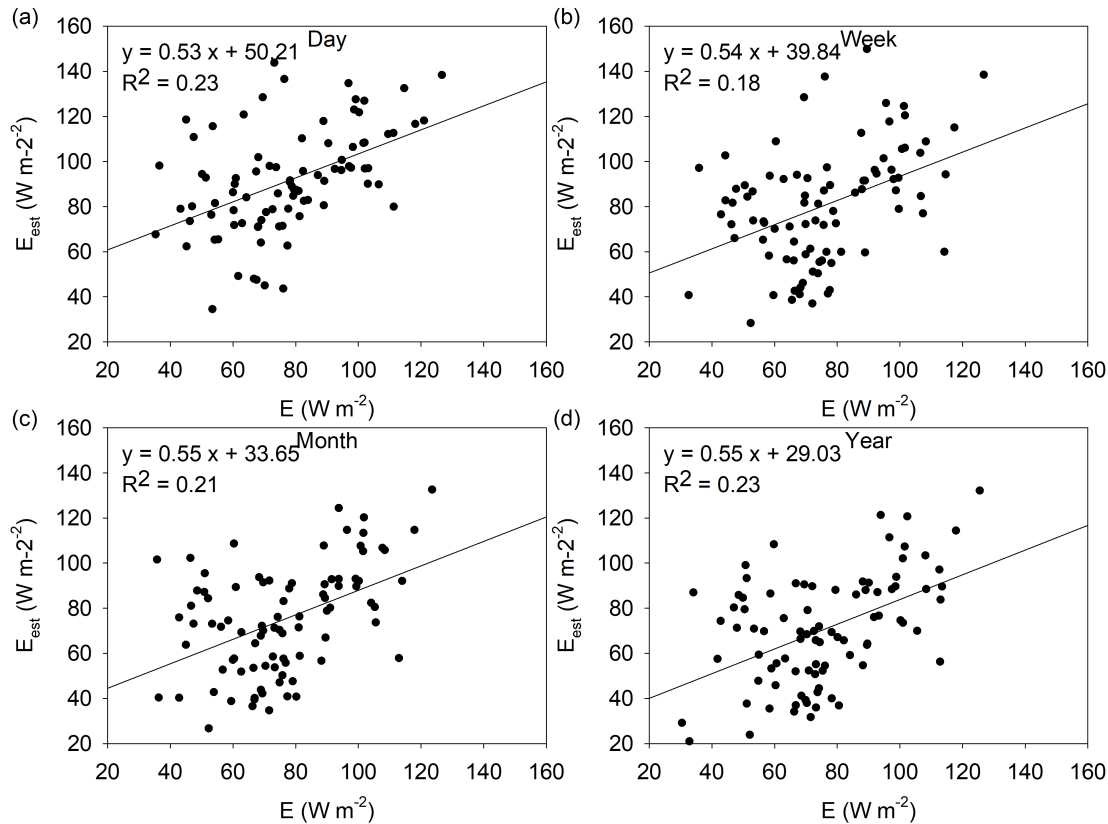 (a)
Day
y = 0.53 x + 50.21
R² = 0.23
160
140
120
100
80
60
40
20
E_est (W m-2⁻²)
20 40 60 80 100 120 140 160
E (W m⁻²)
(b)
Week
y = 0.54 x + 39.84
R² = 0.18
160
140
120
100
80
60
40
20
E_est (W m-2⁻²)
20 40 60 80 100 120 140 160
E (W m⁻²)
(c)
Month
y = 0.55 x + 33.65
R² = 0.21
160
140
120
100
80
60
40
20
E_est (W m-2⁻²)
20 40 60 80 100 120 140 160
E (W m⁻²)
(d)
Year
y = 0.55 x + 29.03
R² = 0.23
160
140
120
100
80
60
40
20
E_est (W m-2⁻²)
20 40 60 80 100 120 140 160
E (W m⁻²)